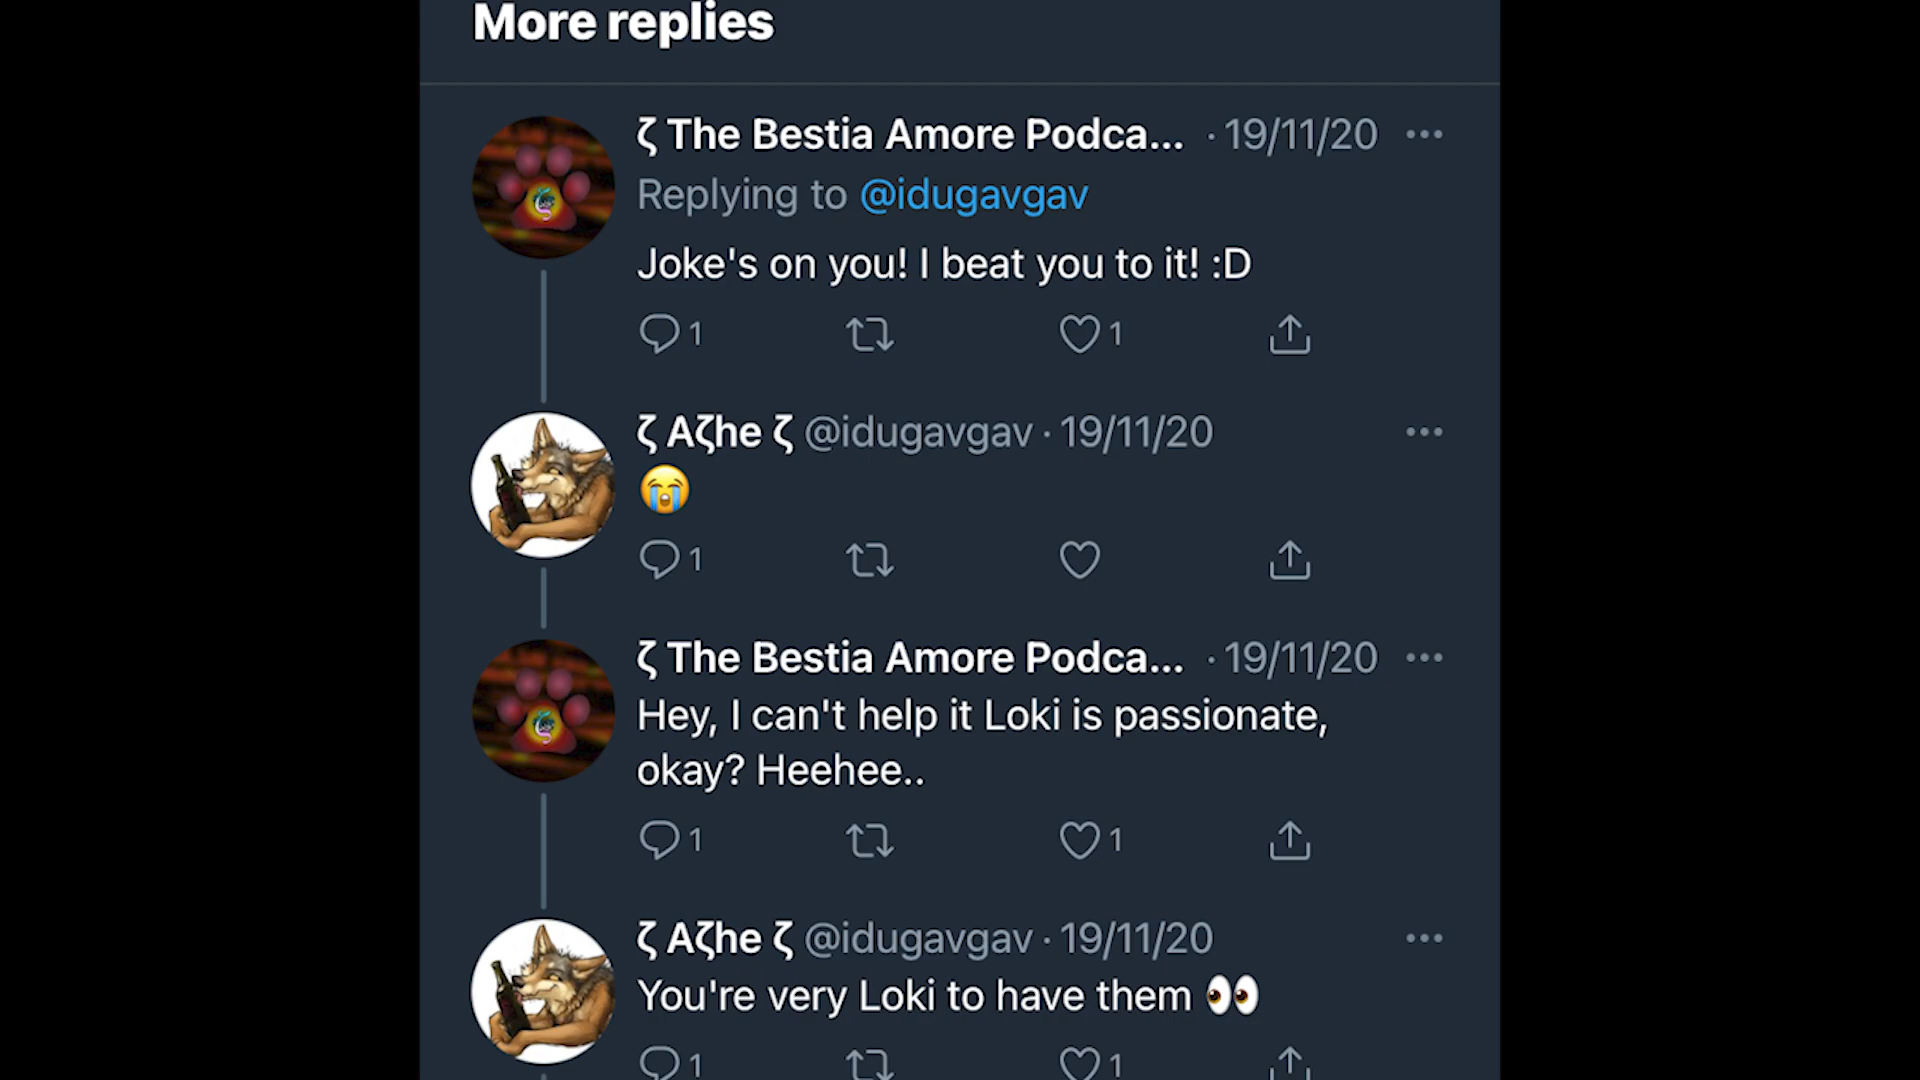 More replies
ζ The Bestia Amore Podca... · 19/11/20
Replying to @idugavgav
Joke's on you! I beat you to it! :D
1 1
ζ Aζhe ζ @idugavgav · 19/11/20
😭
1
ζ The Bestia Amore Podca... · 19/11/20
Hey, I can't help it Loki is passionate,
okay? Heehee..
1 1
ζ Aζhe ζ @idugavgav · 19/11/20
You're very Loki to have them 👀
1 1